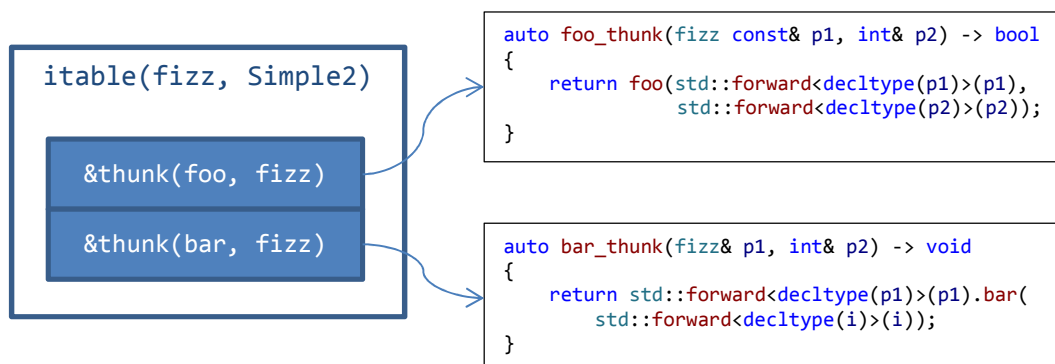 itable(fizz, Simple2)
&thunk(foo, fizz)
&thunk(bar, fizz)
auto foo_thunk(fizz const& p1, int& p2) -> bool
{
    return foo(std::forward<decltype(p1)>(p1),
               std::forward<decltype(p2)>(p2));
}
auto bar_thunk(fizz& p1, int& p2) -> void
{
    return std::forward<decltype(p1)>(p1).bar(
        std::forward<decltype(i)>(i));
}